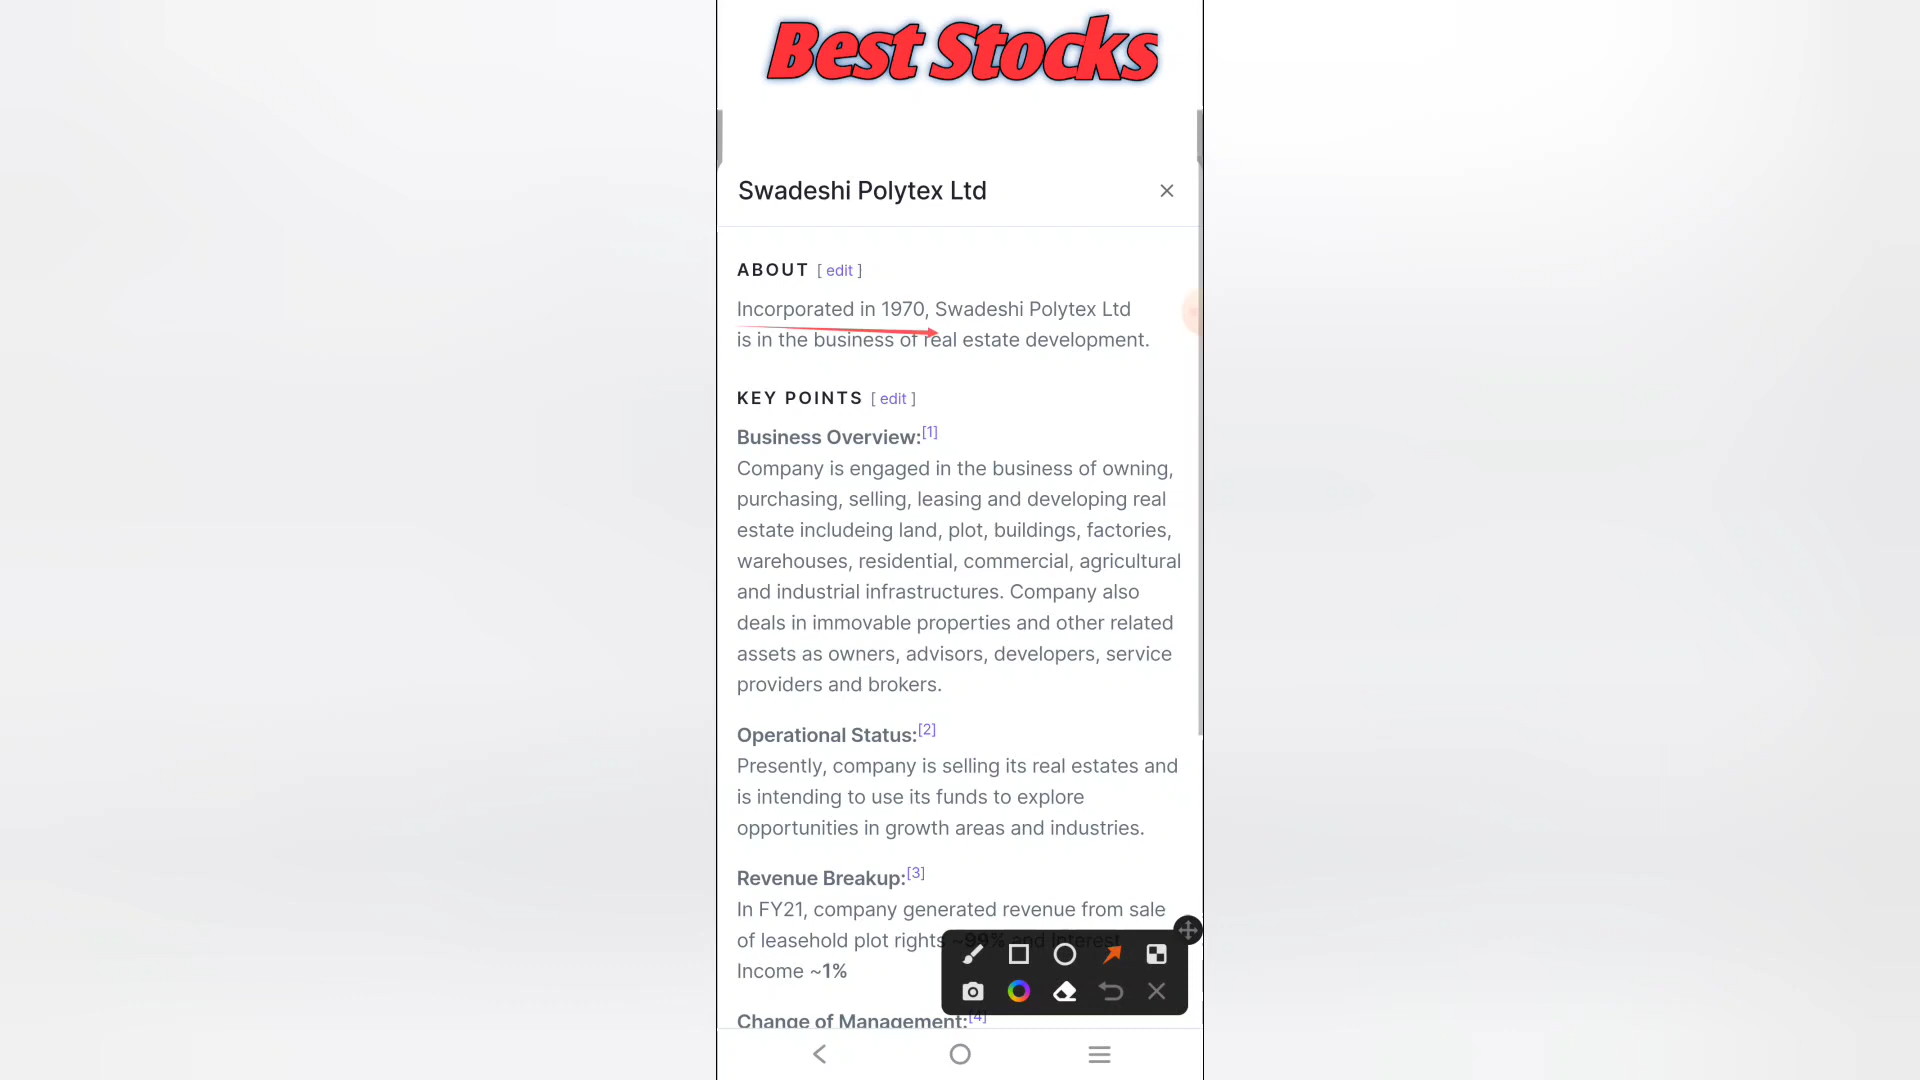 Best Stocks
Swadeshi Polytex Ltd
ABOUT [ edit ]
Incorporated in 1970, Swadeshi Polytex Ltd
is in the business of real estate development.
KEY POINTS [ edit ]
Business Overview:[1]
Company is engaged in the business of owning,
purchasing, selling, leasing and developing real
estate includeing land, plot, buildings, factories,
warehouses, residential, commercial, agricultural
and industrial infrastructures. Company also
deals in immovable properties and other related
assets as owners, advisors, developers, service
providers and brokers.
Operational Status:[2]
Presently, company is selling its real estates and
is intending to use its funds to explore
opportunities in growth areas and industries.
Revenue Breakup:[3]
In FY21, company generated revenue from sale
of leasehold plot rights ~99% and interest
Income ~1%
Change of Management:[4]